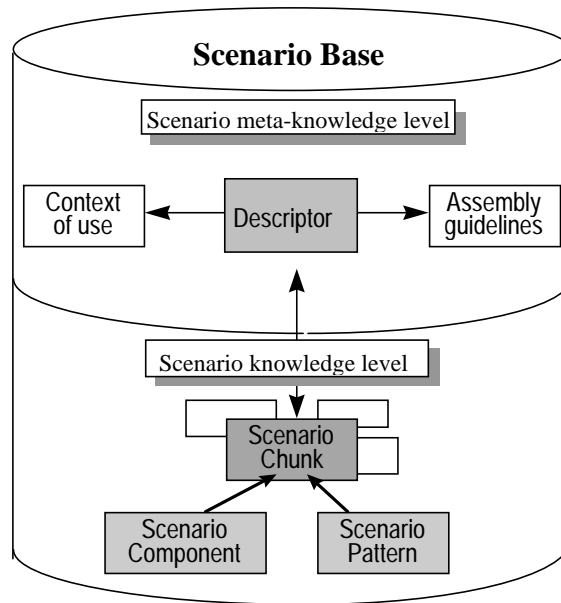 Scenario Base
Scenario meta-knowledge level
Context
of use
Descriptor
Assembly
guidelines
Scenario knowledge level
Scenario
Chunk
Scenario
Component
Scenario
Pattern